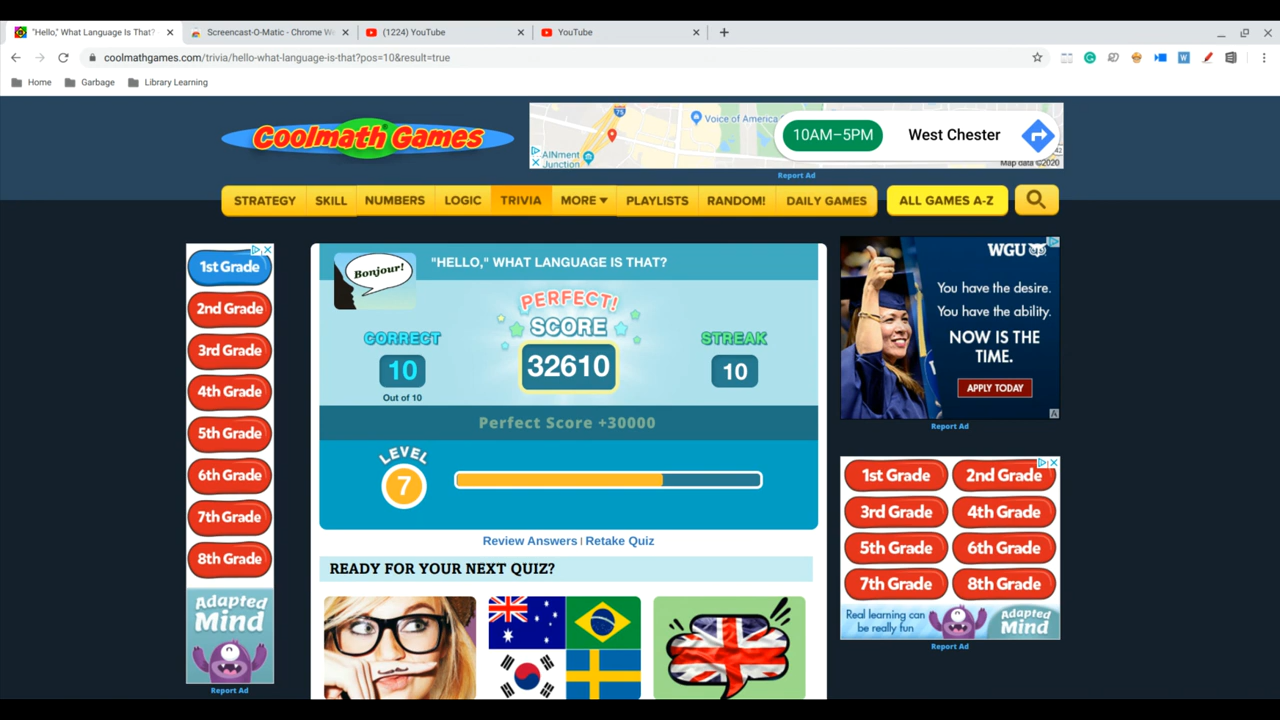 "Hello," What Language Is That?
Screencast-O-Matic - Chrome We
(1224) YouTube
YouTube
coolmathgames.com/trivia/hello-what-language-is-that?pos=10&result=true
Home
Garbage
Library Learning
Coolmath Games
75
Voice of America
AINment
Junction
10AM–5PM
West Chester
42
Map data ©2020
Report Ad
STRATEGY
SKILL
NUMBERS
LOGIC
TRIVIA
MORE
PLAYLISTS
RANDOM!
DAILY GAMES
ALL GAMES A-Z
1st Grade
2nd Grade
3rd Grade
4th Grade
5th Grade
6th Grade
7th Grade
8th Grade
Adapted
Mind
Report Ad
Bonjour!
"HELLO," WHAT LANGUAGE IS THAT?
PERFECT!
SCORE
32610
CORRECT
10
Out of 10
STREAK
10
Perfect Score +30000
LEVEL
7
Review Answers | Retake Quiz
READY FOR YOUR NEXT QUIZ?
WGU
You have the desire.
You have the ability.
NOW IS THE
TIME.
APPLY TODAY
Report Ad
1st Grade 2nd Grade
3rd Grade 4th Grade
5th Grade 6th Grade
7th Grade 8th Grade
Real learning can
be really fun
Adapted
Mind
Report Ad